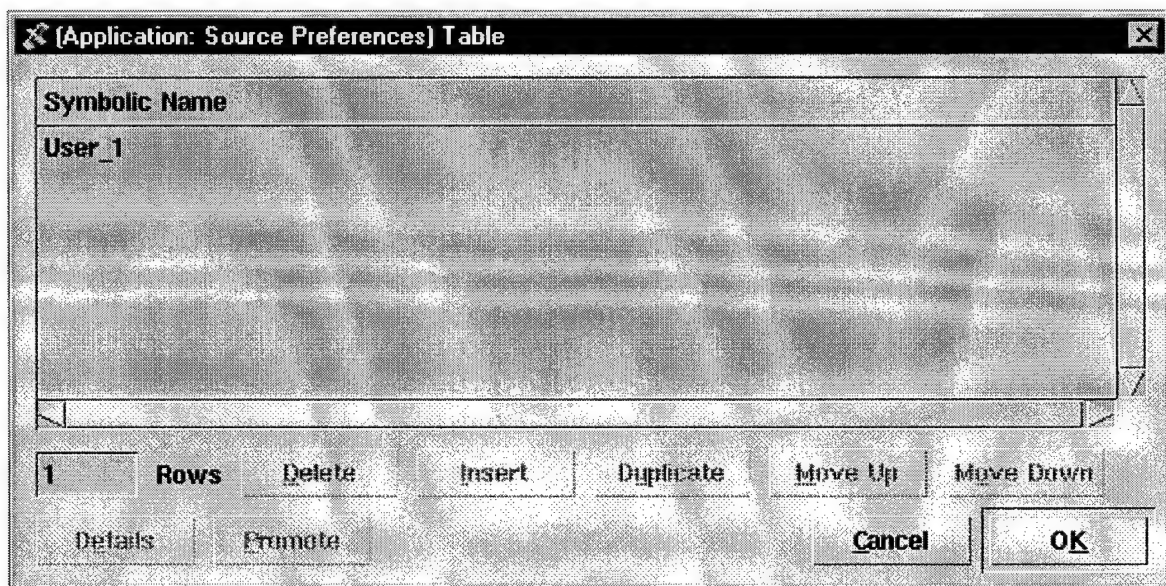 (Application: Source Preferences) Table
Symbolic Name
User_1
1 Rows Delete Insert Duplicate Move Up Move Down
Details Promote Cancel OK